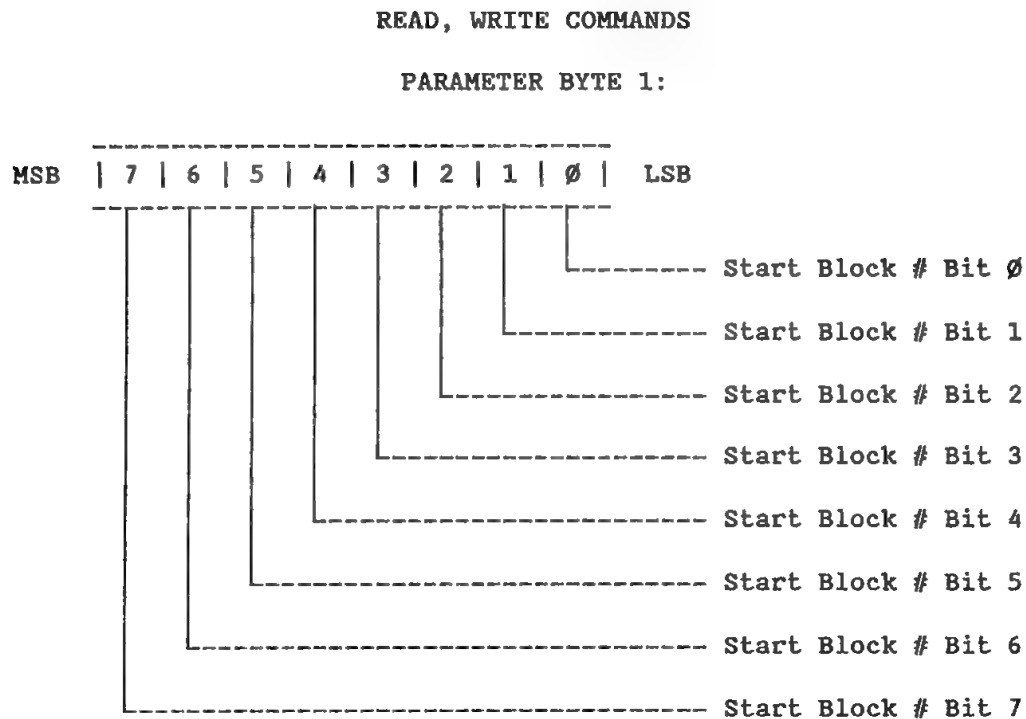 READ, WRITE COMMANDS
PARAMETER BYTE 1:
MSB | 7 | 6 | 5 | 4 | 3 | 2 | 1 | Ø | LSB
Start Block # Bit Ø
Start Block # Bit 1
Start Block # Bit 2
Start Block # Bit 3
Start Block # Bit 4
Start Block # Bit 5
Start Block # Bit 6
Start Block # Bit 7